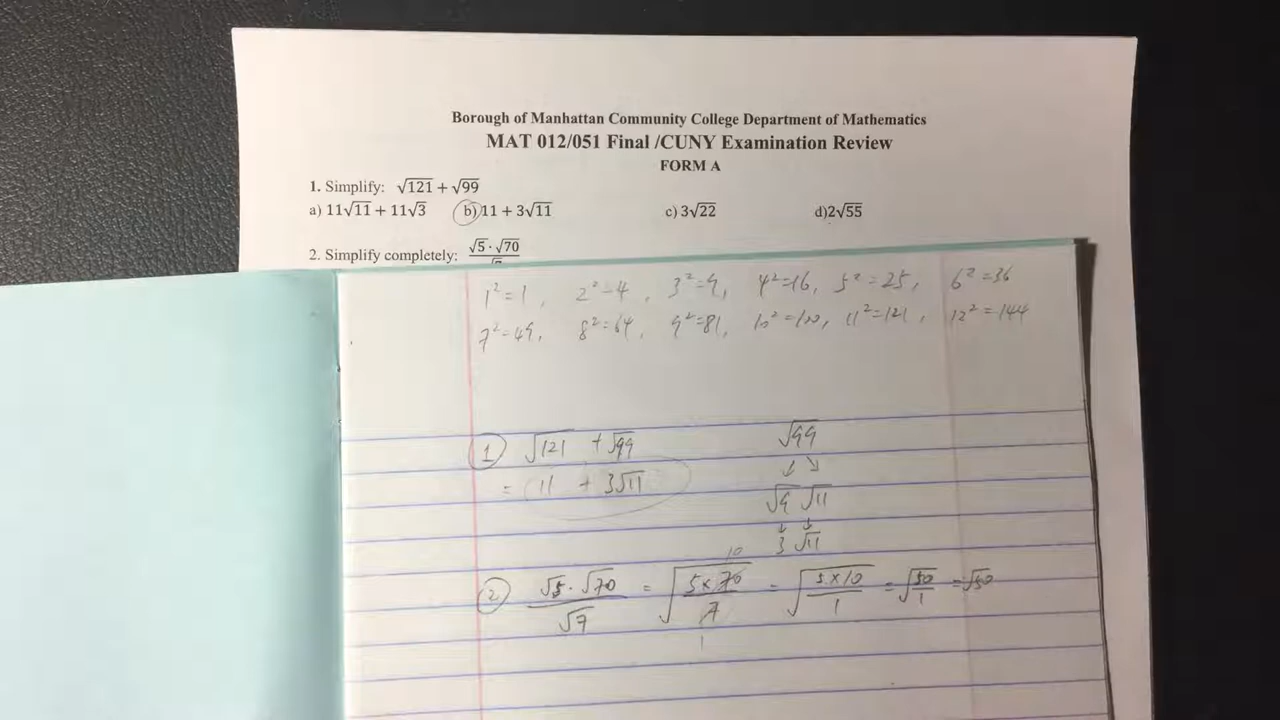 Borough of Manhattan Community College Department of Mathematics
MAT 012/051 Final /CUNY Examination Review
FORM A
1. Simplify: √121 + √99
a) 11√11 + 11√3 b) 11 + 3√11 c) 3√22 d)2√55
2. Simplify completely: √5 · √70
1² = 1, 2² = 4, 3² = 9, 4² = 16, 5² = 25, 6² = 36
7² = 49, 8² = 64, 9² = 81, 10² = 100, 11² = 121, 12² = 144
① √121 + √99 √99
= 11 + 3√11 √9 √11
3 √11
② (√5 · √70)/√7 = √((5 × 70)/7) 10 1 = √((5 × 10)/1) = √(50/1) = √50